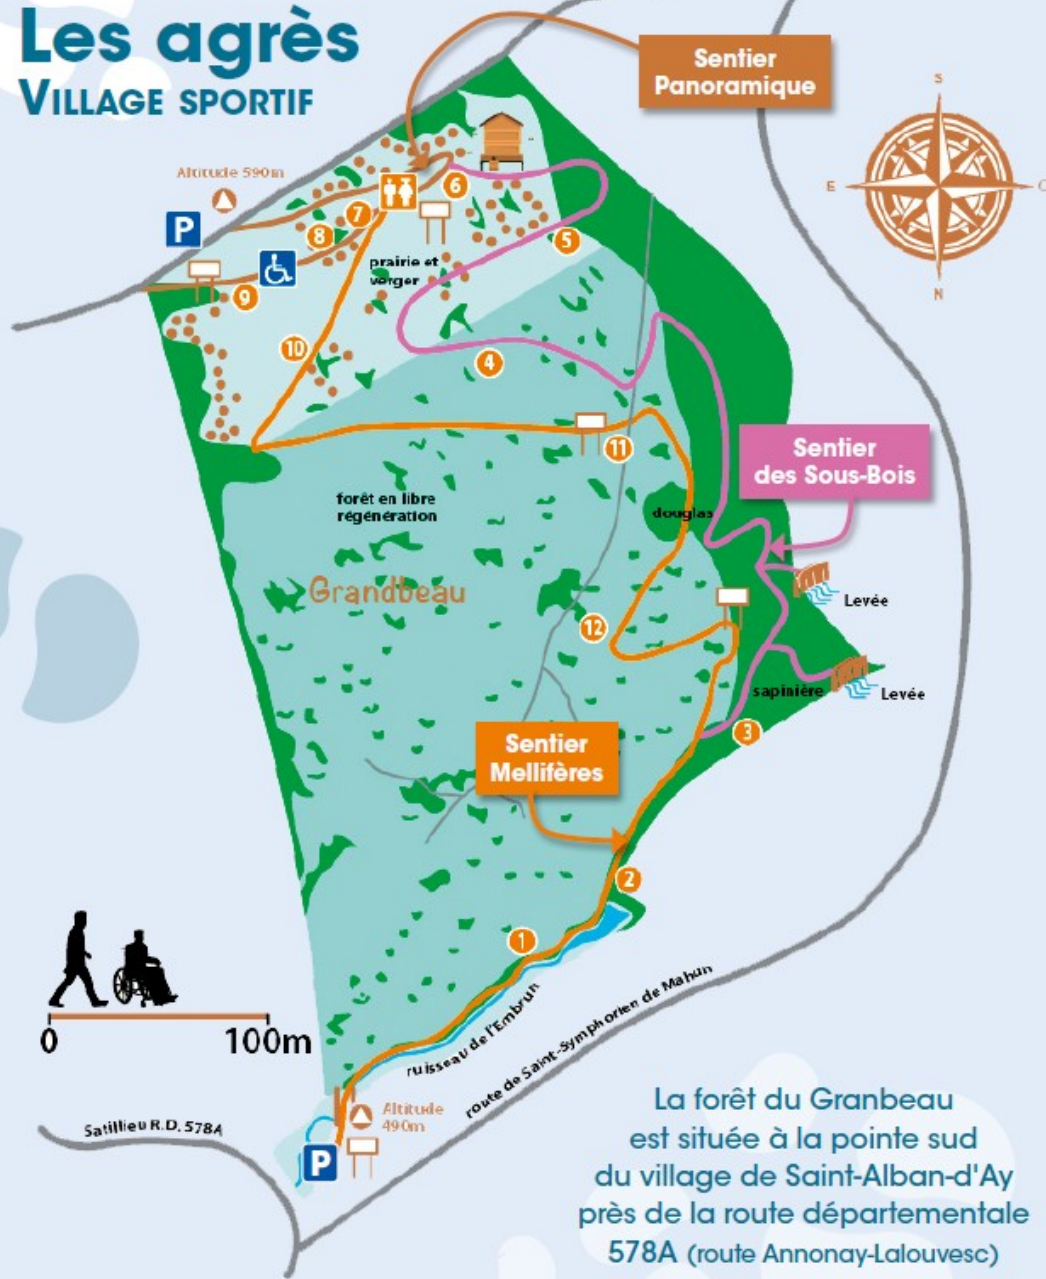 Les agrès
VILLAGE SPORTIF
Sentier
Panoramique
S
E
O
N
Altitude 590m
P
6
7
8
5
9
prairie et
verger
10
4
11
Sentier
des Sous-Bois
forêt en libre
régénération
douglas
Grandbeau
Levée
12
sapinière
Levée
3
Sentier
Mellifères
2
1
0
100m
ruisseau de l'Embrun
route de Saint-Symphorien de Mahun
Altitude
490m
Satillieu R.D. 578A
P
La forêt du Granbeau
est située à la pointe sud
du village de Saint-Alban-d'Ay
près de la route départementale
578A (route Annonay-Lalouvesc)